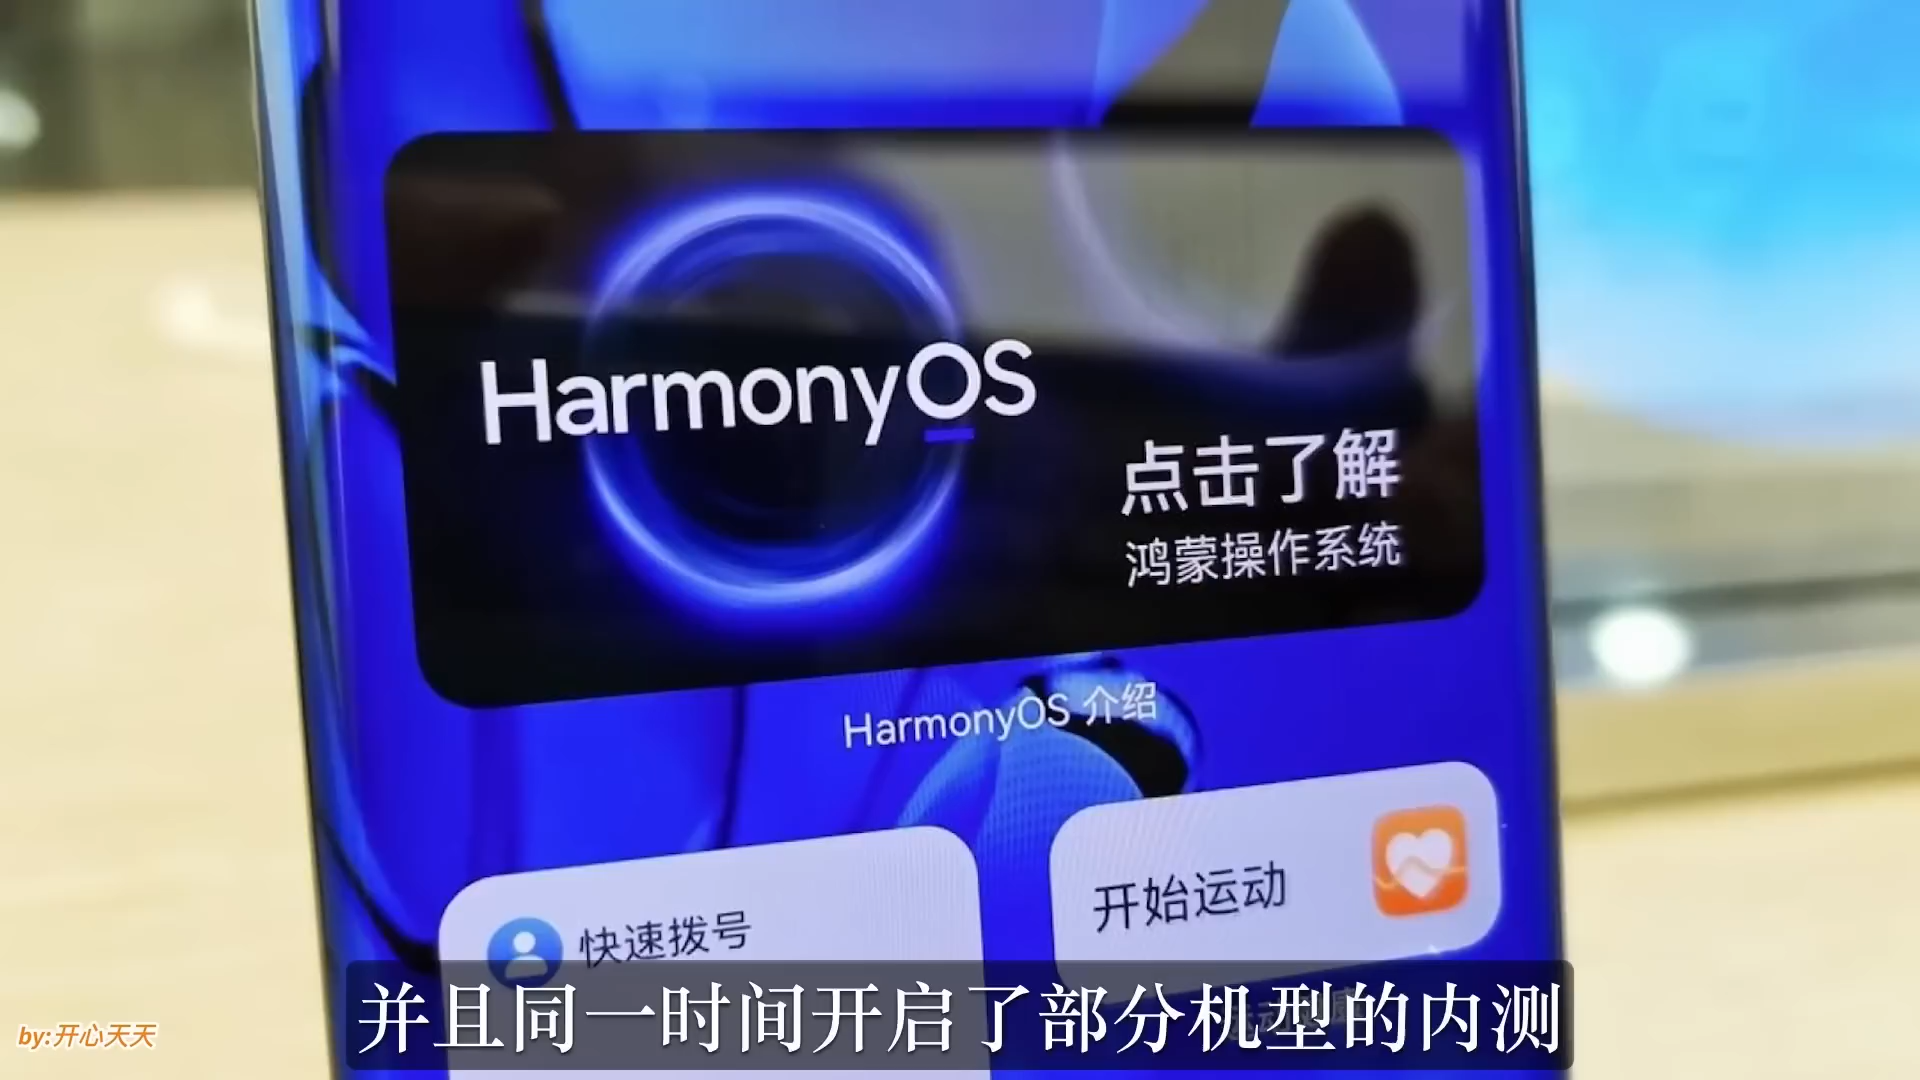 HarmonyOS
点击了解
鸿蒙操作系统
HarmonyOS 介绍
开始运动
快速拨号
并且同一时间开启了部分机型的内测
by:开心天天